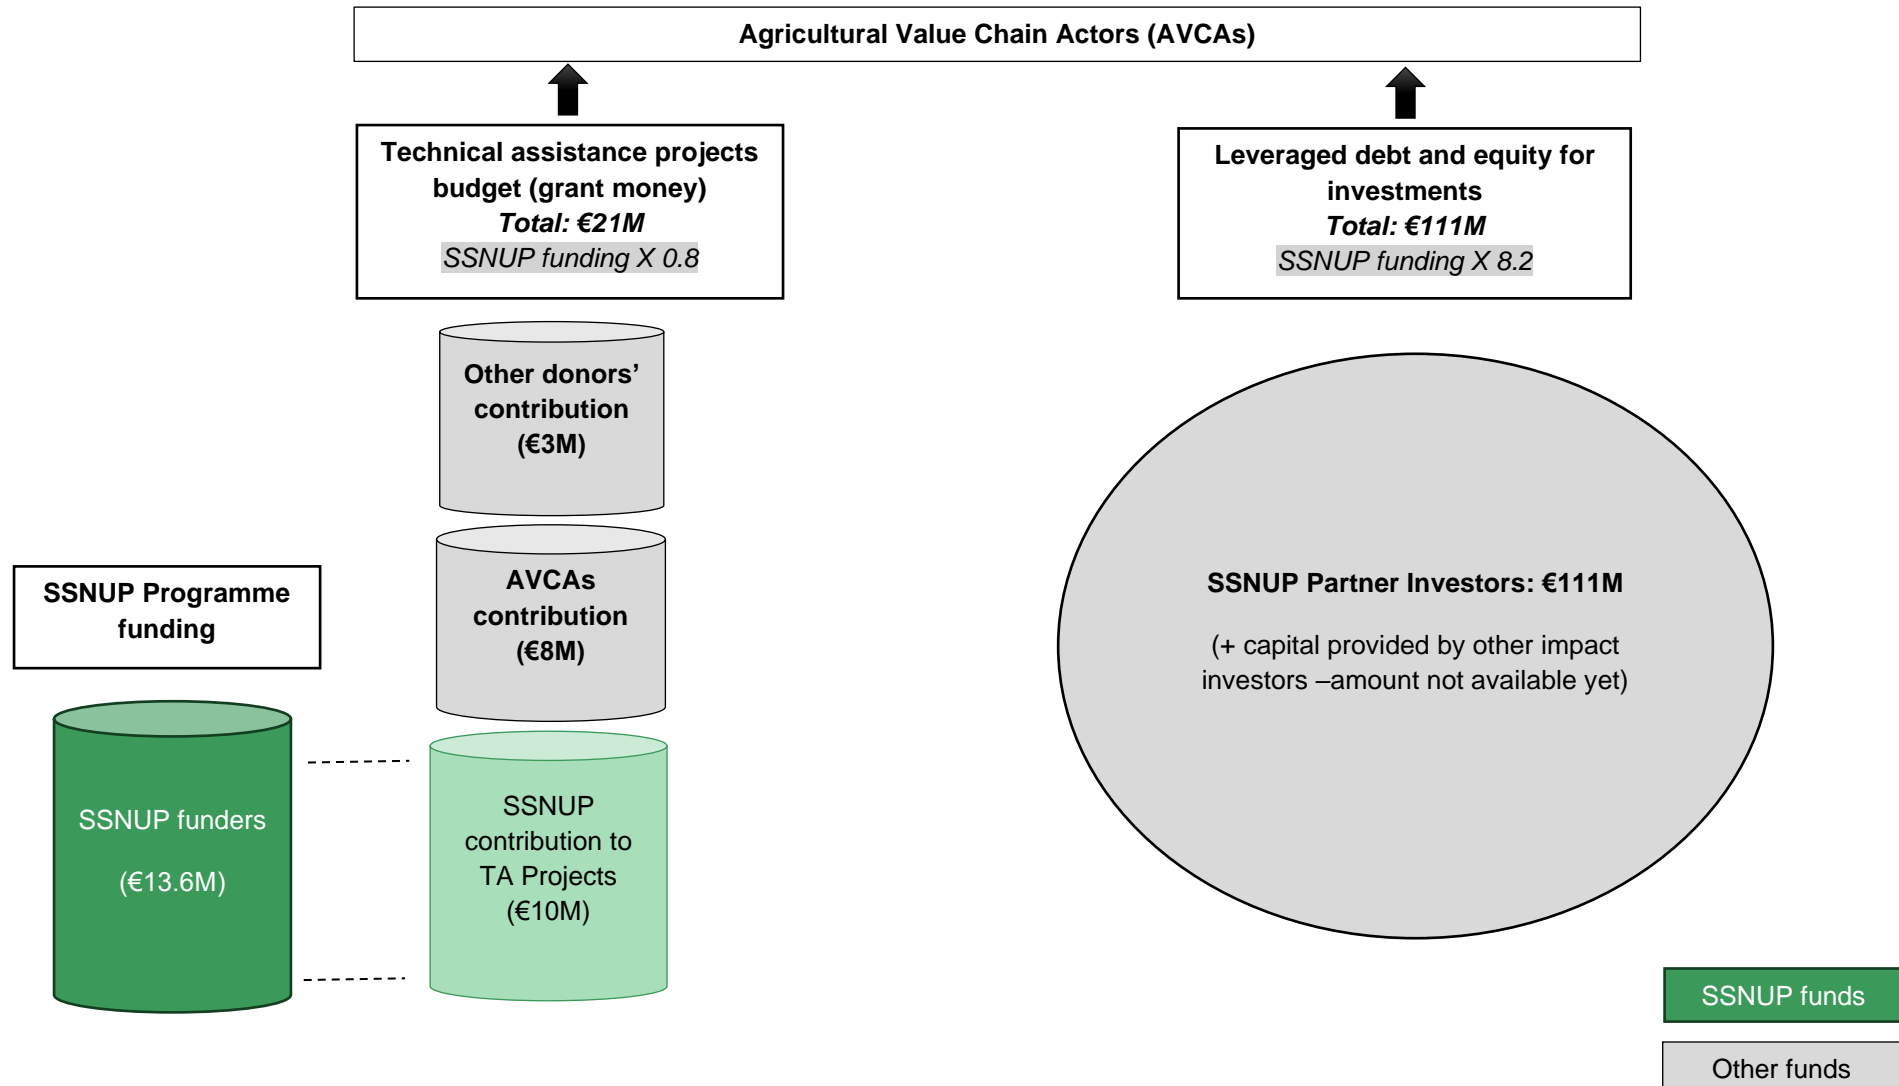 Agricultural Value Chain Actors (AVCAs)
Technical assistance projects
budget (grant money)
Total: €21M
SSNUP funding X 0.8
Leveraged debt and equity for
investments
Total: €111M
SSNUP funding X 8.2
Other donors’
contribution
(€3M)
AVCAs
contribution
(€8M)
SSNUP Programme
funding
SSNUP funders
(€13.6M)
SSNUP
contribution to
TA Projects
(€10M)
SSNUP Partner Investors: €111M
(+ capital provided by other impact
investors –amount not available yet)
SSNUP funds
Other funds